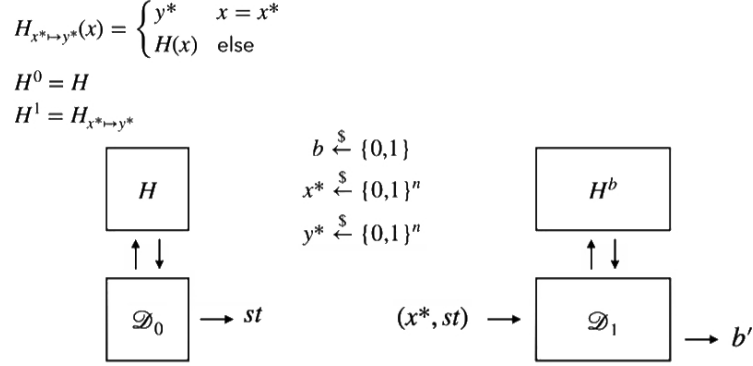 H_{x*↦y*}(x) = { y* x = x*
H(x) else
H^0 = H
H^1 = H_{x*↦y*}
b ←$ {0,1}
x* ←$ {0,1}^n
y* ←$ {0,1}^n
H
H^b
𝒟_0
st
(x*, st)
𝒟_1
b′